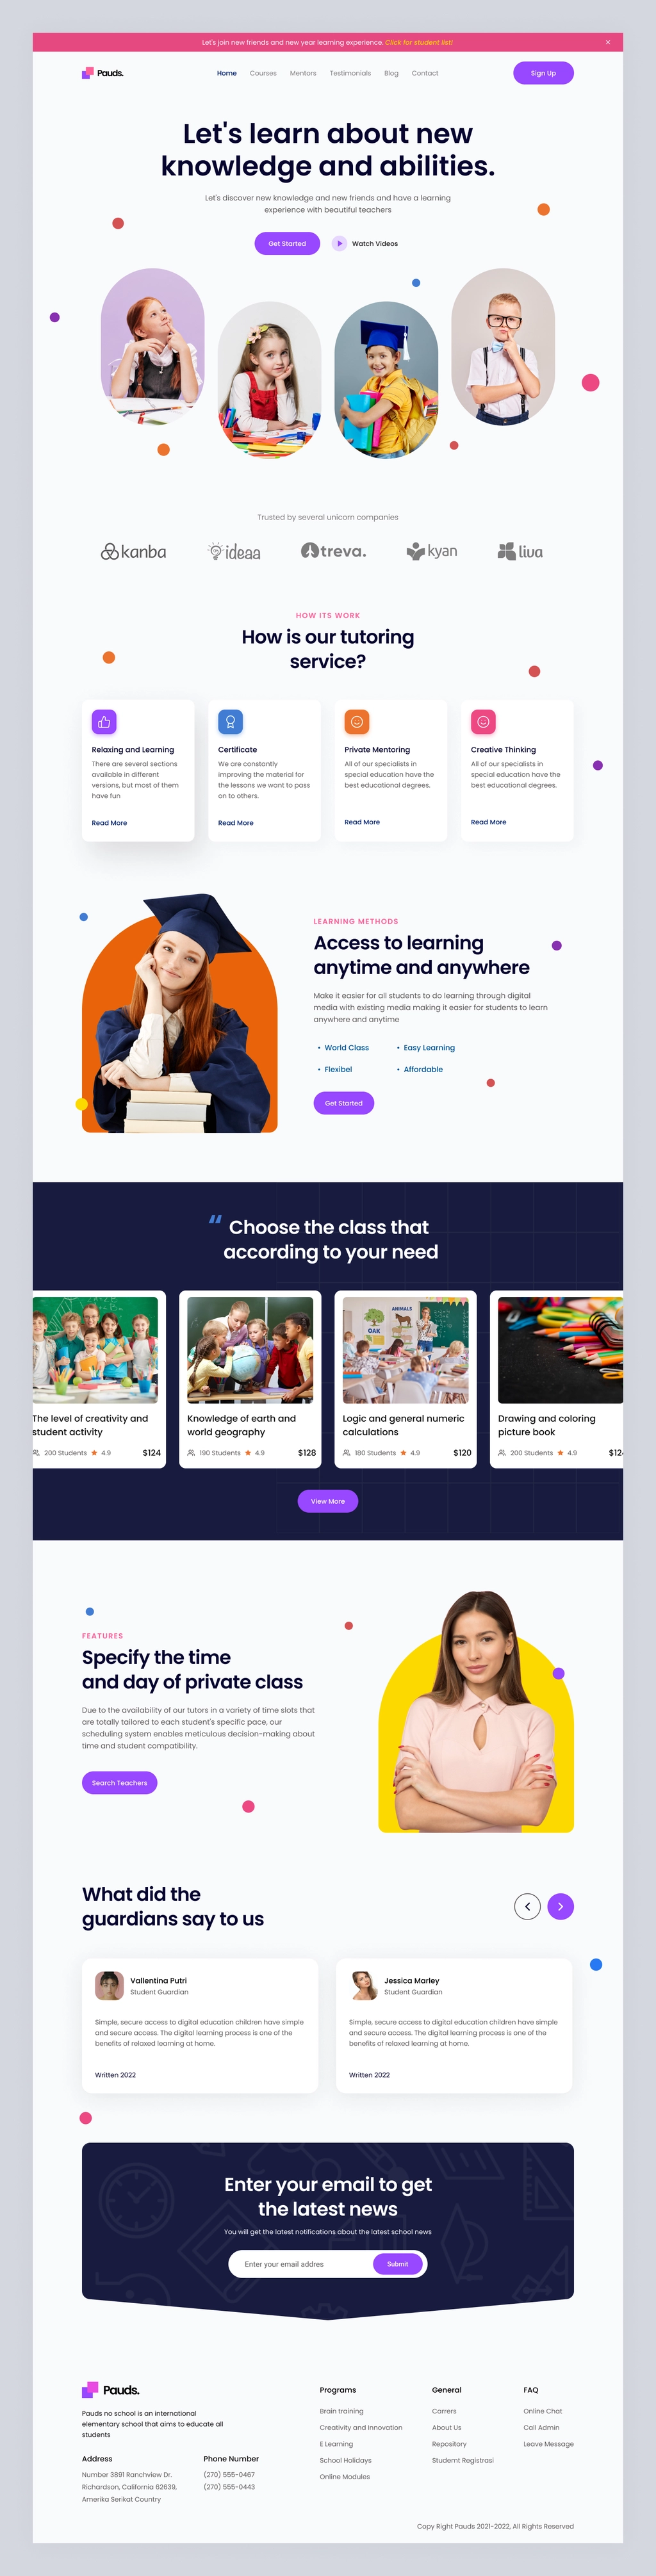 Let's join new friends and new year learning experience. Click for student list!
Pauds.
Home Courses Mentors Testimonials Blog Contact
Sign Up
Let's learn about new
knowledge and abilities.
Let's discover new knowledge and new friends and have a learning
experience with beautiful teachers
Get Started Watch Videos
Trusted by several unicorn companies
kanba ideaa treva. kyan liva
HOW ITS WORK
How is our tutoring
service?
Relaxing and Learning
There are several sections
available in different
versions, but most of them
have fun
Read More
Certificate
We are constantly
improving the material for
the lessons we want to pass
on to others.
Read More
Private Mentoring
All of our specialists in
special education have the
best educational degrees.
Read More
Creative Thinking
All of our specialists in
special education have the
best educational degrees.
Read More
LEARNING METHODS
Access to learning
anytime and anywhere
Make it easier for all students to do learning through digital
media with existing media making it easier for students to learn
anywhere and anytime
• World Class • Easy Learning
• Flexibel • Affordable
Get Started
“ Choose the class that
according to your need
The level of creativity and
student activity
200 Students 4.9 $124
Knowledge of earth and
world geography
190 Students 4.9 $128
OAK ANIMALS
Logic and general numeric
calculations
180 Students 4.9 $120
Drawing and coloring
picture book
200 Students 4.9 $12
View More
FEATURES
Specify the time
and day of private class
Due to the availability of our tutors in a variety of time slots that
are totally tailored to each student's specific pace, our
scheduling system enables meticulous decision-making about
time and student compatibility.
Search Teachers
What did the
guardians say to us
Vallentina Putri
Student Guardian
Simple, secure access to digital education children have simple
and secure access. The digital learning process is one of the
benefits of relaxed learning at home.
Written 2022
Jessica Marley
Student Guardian
Simple, secure access to digital education children have simple
and secure access. The digital learning process is one of the
benefits of relaxed learning at home.
Written 2022
Enter your email to get
the latest news
You will get the latest notifications about the latest school news
Enter your email addres Submit
Pauds.
Pauds no school is an international
elementary school that aims to educate all
students.
Address
Number 3891 Ranchview Dr.
Richardson, California 62639,
Amerika Serikat Country
Phone Number
(270) 555-0467
(270) 555-0443
Programs
Brain training
Creativity and Innovation
E Learning
School Holidays
Online Modules
General
Carrers
About Us
Repository
Studemt Registrasi
FAQ
Online Chat
Call Admin
Leave Message
Copy Right Pauds 2021-2022, All Rights Reserved